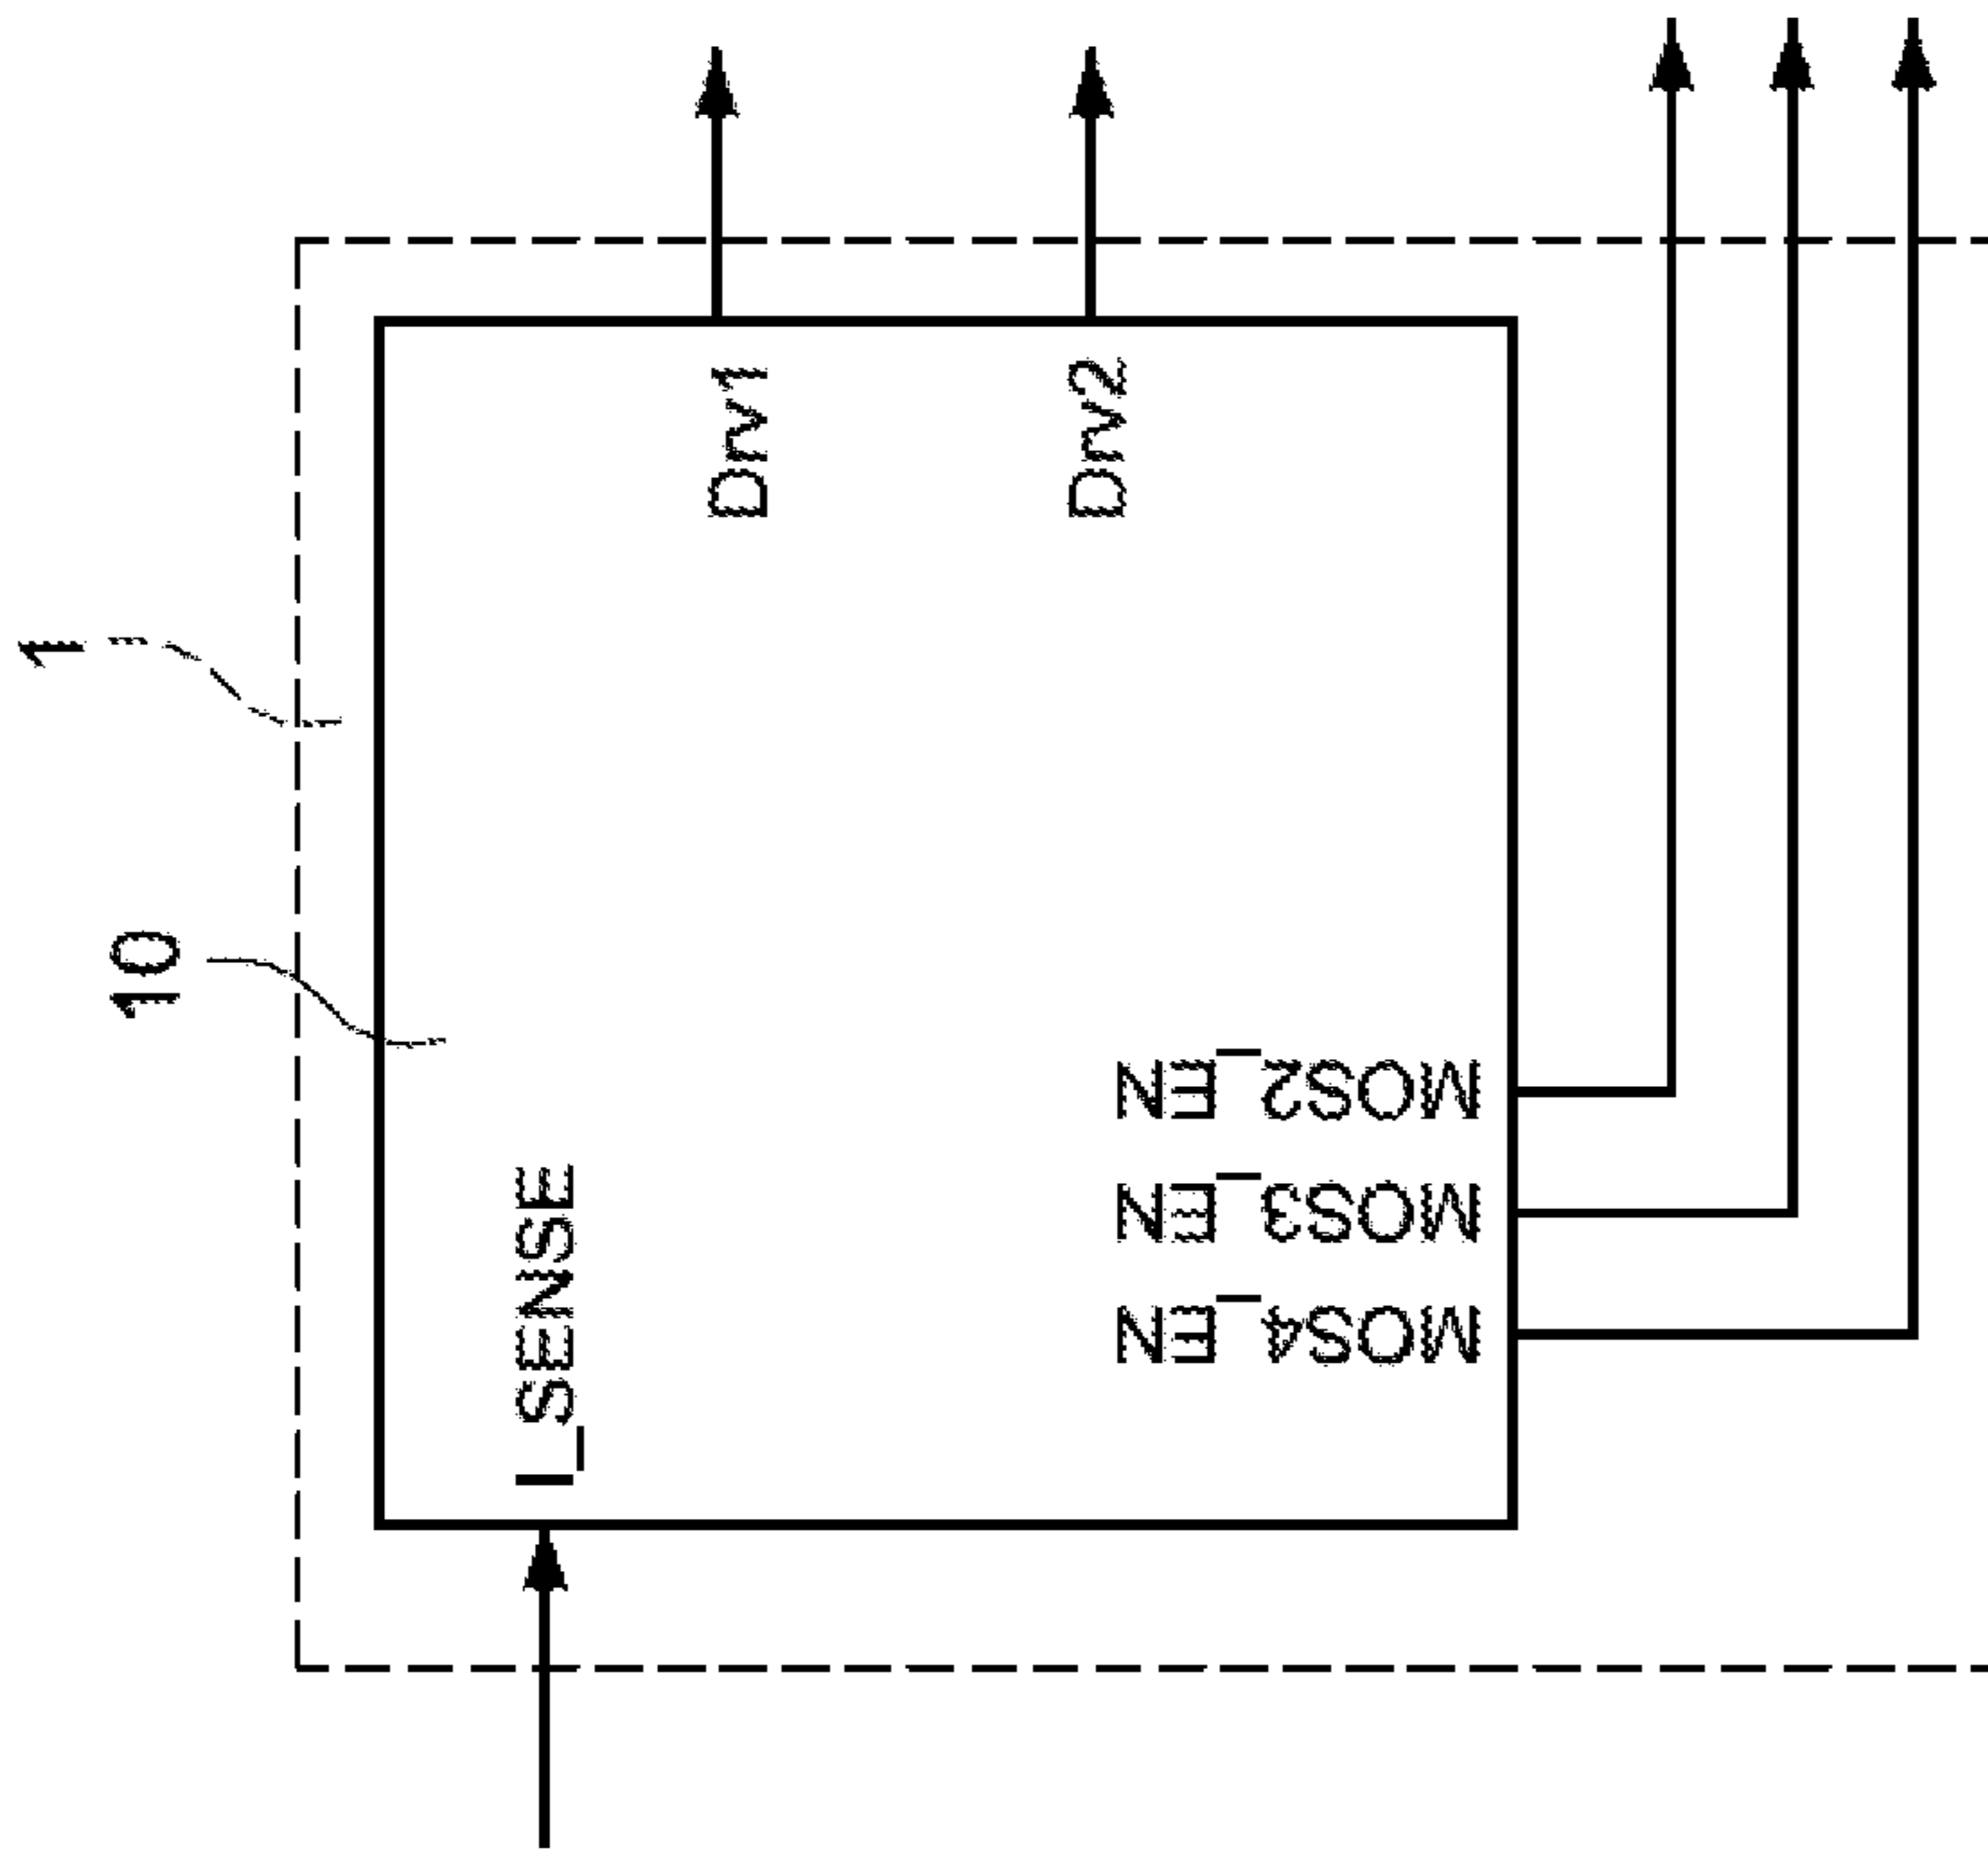 Drv1
Drv2
1
10
I_SENSE
MOS2_EN
MOS3_EN
MOS4_EN